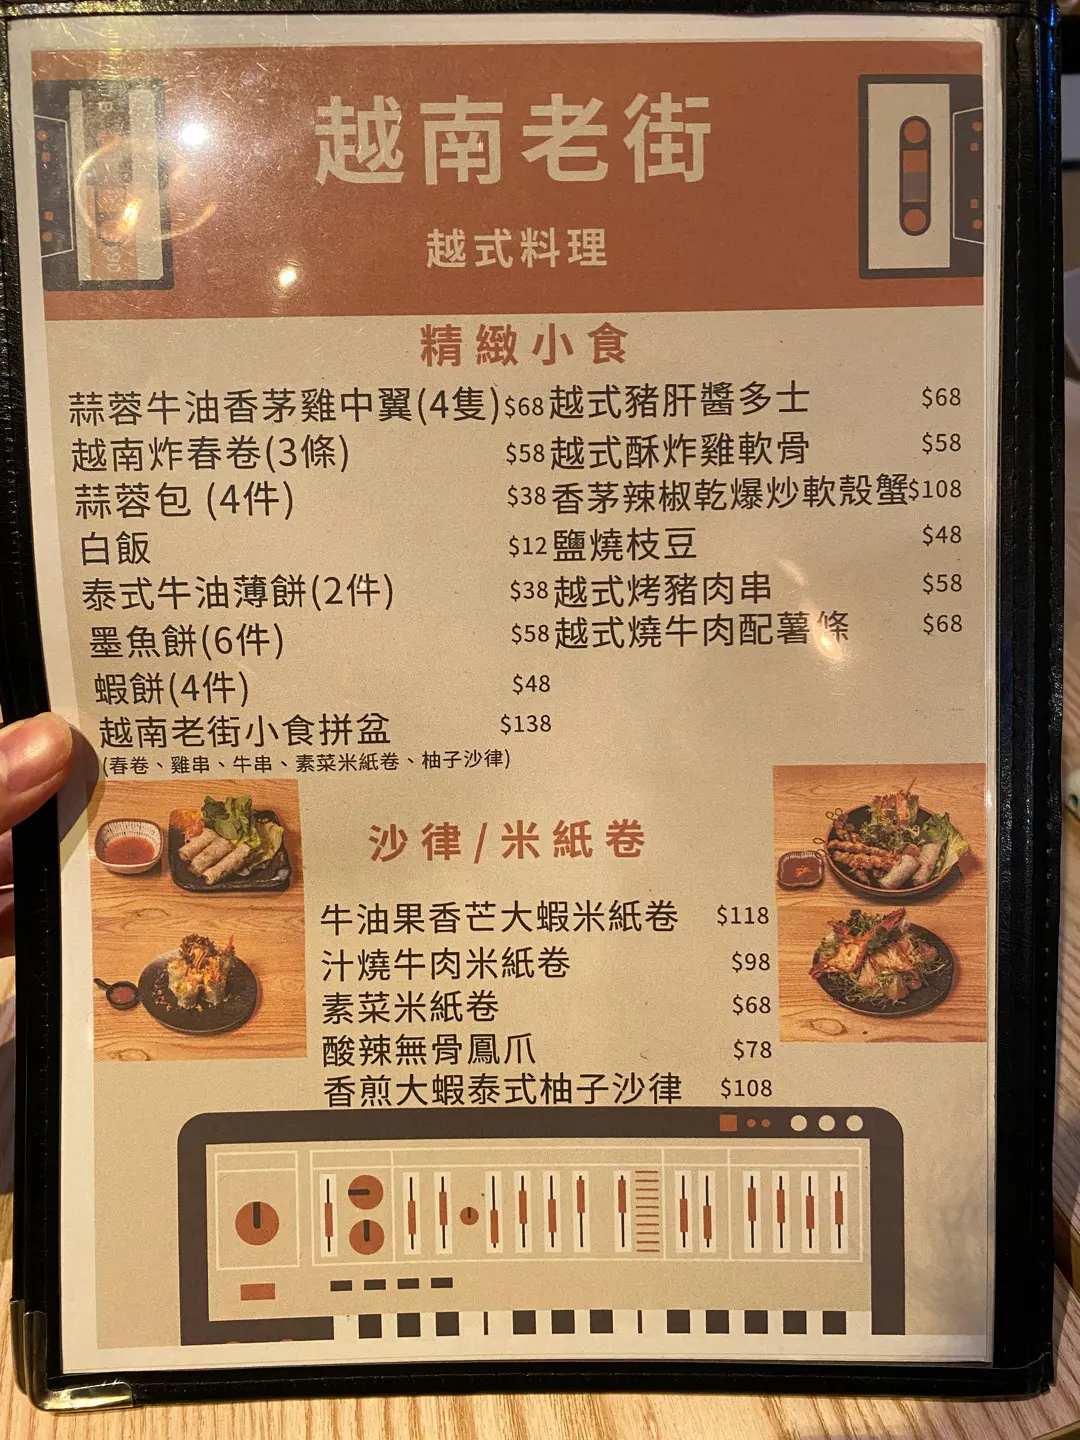 越南老街
越式料理
精緻小食
蒜蓉牛油香茅雞中翼(4隻) $68
越南炸春卷(3條) $58
蒜蓉包 (4件) $38
白飯 $12
泰式牛油薄餅(2件) $38
墨魚餅(6件) $58
蝦餅(4件) $48
越南老街小食拼盆 $138
(春卷、雞串、牛串、素菜米紙卷、柚子沙律)
越式豬肝醬多士 $68
越式酥炸雞軟骨 $58
香茅辣椒乾爆炒軟殼蟹 $108
鹽燒枝豆 $48
越式烤豬肉串 $58
越式燒牛肉配薯條 $68
沙律/米紙卷
牛油果香芒大蝦米紙卷 $118
汁燒牛肉米紙卷 $98
素菜米紙卷 $68
酸辣無骨鳳爪 $78
香煎大蝦泰式柚子沙律 $108